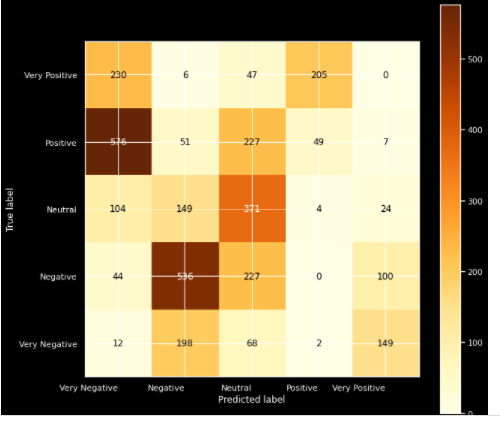 500
Very Positive 230 6 47 205 0
400
Positive 576 51 227 49 7
300
True label
Neutral 104 149 371 4 24
200
Negative 44 536 227 0 100
100
Very Negative 12 198 68 2 149
Very Negative Negative Neutral Positive Very Positive
Predicted label
0